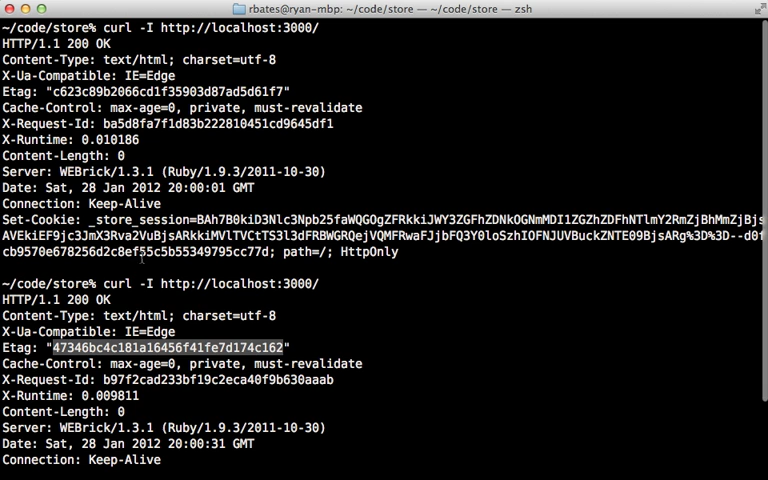 rbates@ryan-mbp: ~/code/store — ~/code/store — zsh
~/code/store% curl -I http://localhost:3000/
HTTP/1.1 200 OK
Content-Type: text/html; charset=utf-8
X-Ua-Compatible: IE=Edge
Etag: "c623c89b2066cd1f35903d87ad5d61f7"
Cache-Control: max-age=0, private, must-revalidate
X-Request-Id: ba5d8fa7f1d83b222810451cd9645df1
X-Runtime: 0.010186
Content-Length: 0
Server: WEBrick/1.3.1 (Ruby/1.9.3/2011-10-30)
Date: Sat, 28 Jan 2012 20:00:01 GMT
Connection: Keep-Alive
Set-Cookie: _store_session=BAh7B0kiD3Nlc3Npb25faWQGOgZFRkkiJWY3ZGFhZDNkOGNmMDI1ZGZhZDFhNTlmY2RmZjBhMmZjBjs
AVEkiEF9jc3JmX3Rva2VuBjsARkkiMVlTVCtTS3l3dFRBWGRQejVQMFRwaFJjbFQ3Y0loSzhIOFNJUVBuckZNTE09BjsARg%3D%3D--d0f
cb9570e678256d2c8ef55c5b55349795cc77d; path=/; HttpOnly
~/code/store% curl -I http://localhost:3000/
HTTP/1.1 200 OK
Content-Type: text/html; charset=utf-8
X-Ua-Compatible: IE=Edge
Etag: "47346bc4c181a16456f41fe7d174c162"
Cache-Control: max-age=0, private, must-revalidate
X-Request-Id: b97f2cad233bf19c2eca40f9b630aaab
X-Runtime: 0.009811
Content-Length: 0
Server: WEBrick/1.3.1 (Ruby/1.9.3/2011-10-30)
Date: Sat, 28 Jan 2012 20:00:31 GMT
Connection: Keep-Alive